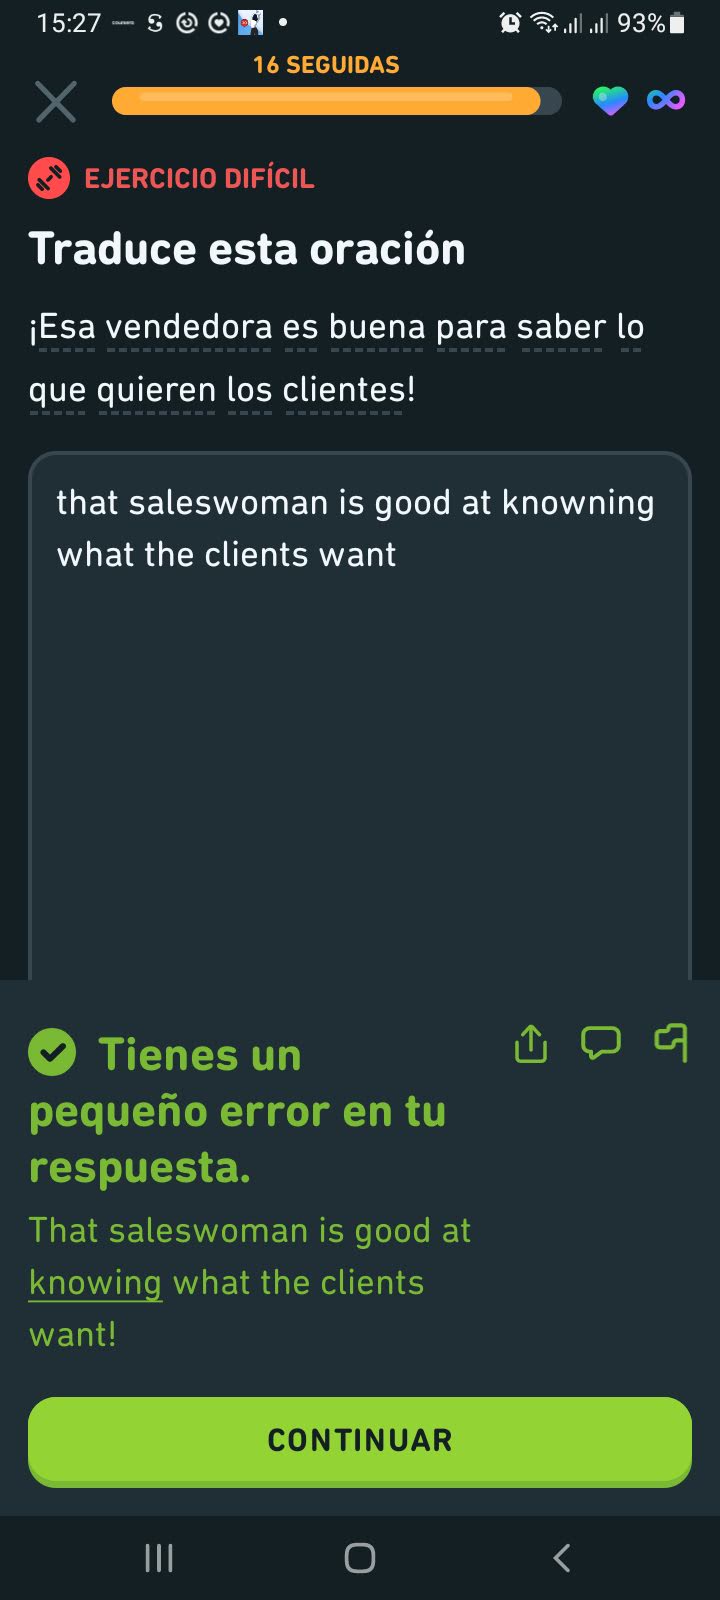 15:27
93%
16 SEGUIDAS
EJERCICIO DIFÍCIL
Traduce esta oración
¡Esa vendedora es buena para saber lo
que quieren los clientes!
that saleswoman is good at knowning
what the clients want
Tienes un
pequeño error en tu
respuesta.
That saleswoman is good at
knowing what the clients
want!
CONTINUAR